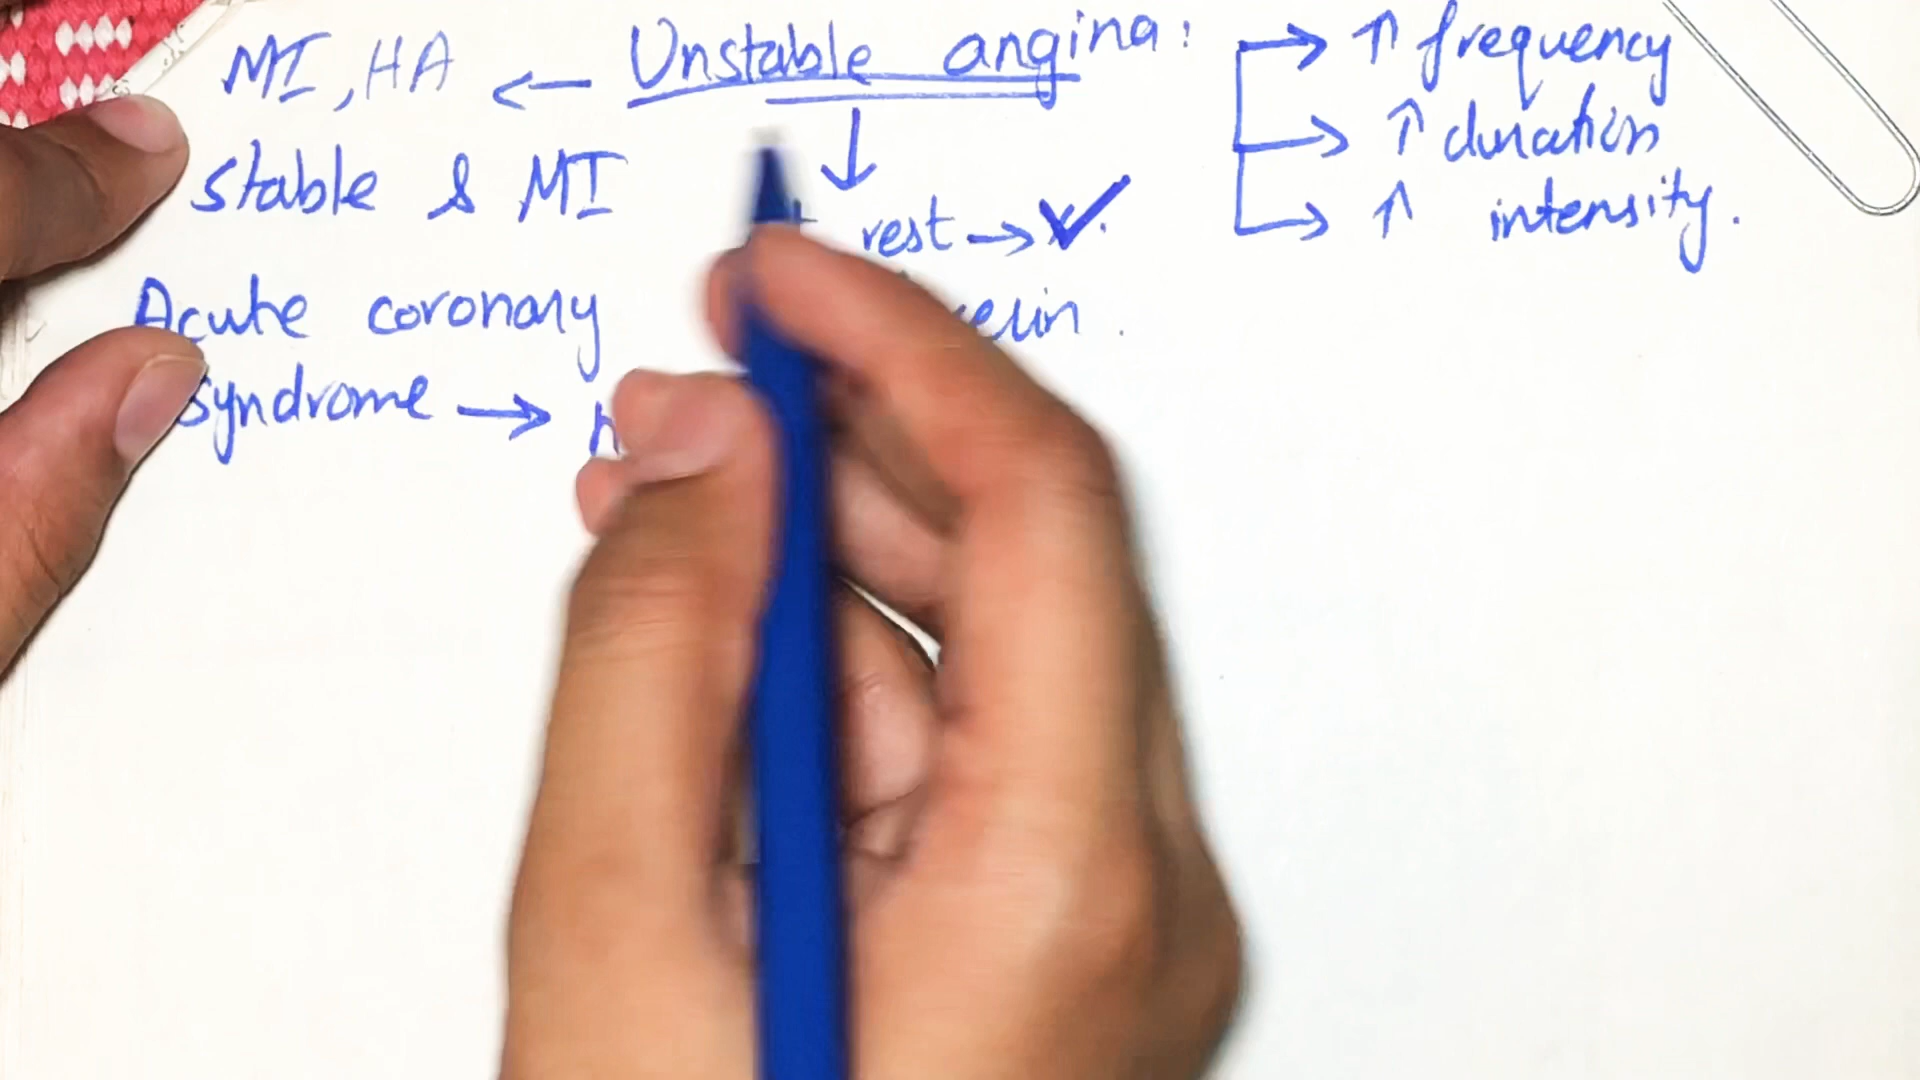 MI, HA ← Unstable angina:
→ ↑ frequency
→ ↑ duration
→ ↑ intensity.
stable & MI
↓
rest → ✓.
Acute coronary
syndrome →